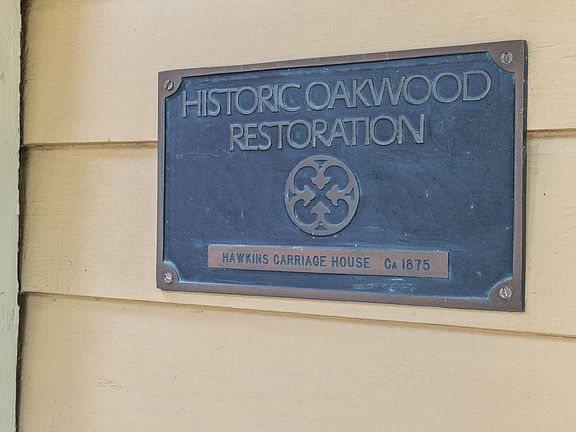 HISTORIC OAKWOOD
RESTORATION
HAWKINS CARRIAGE HOUSE CA 1875